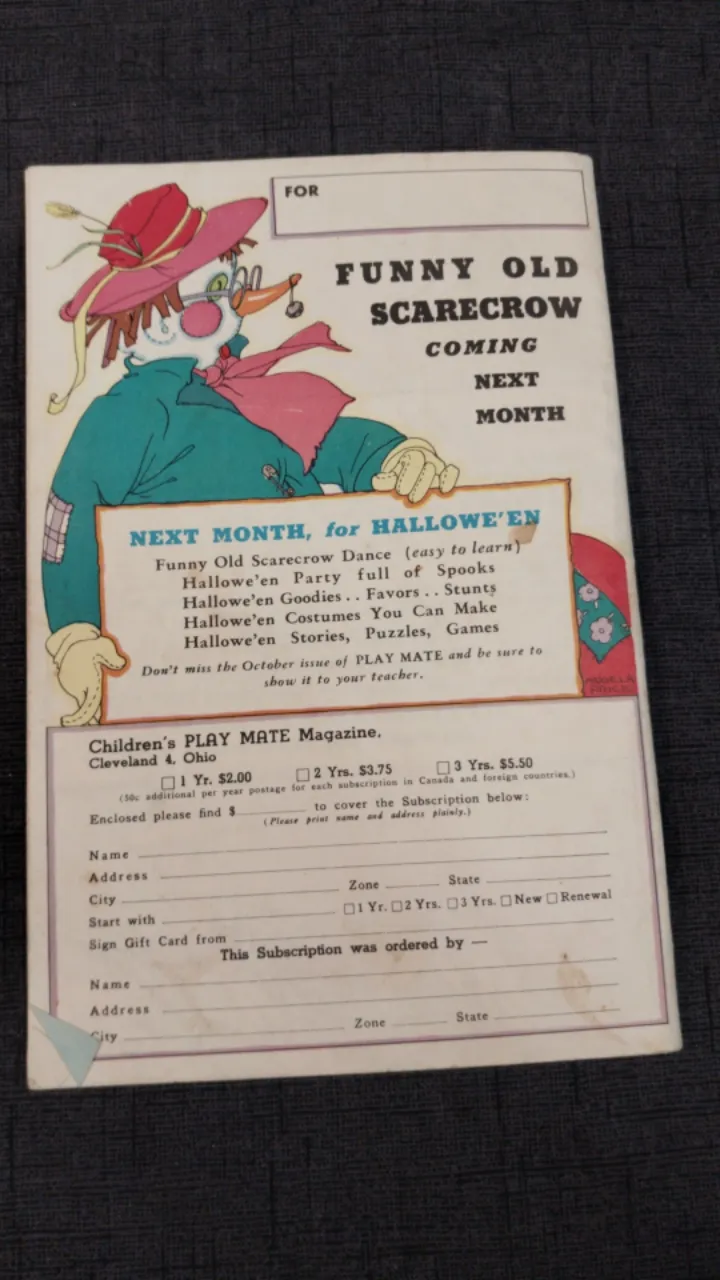 FOR
FUNNY OLD
SCARECROW
COMING
NEXT
MONTH
NEXT MONTH, for HALLOWE'EN
Funny Old Scarecrow Dance (easy to learn)
Hallowe'en Party full of Spooks
Hallowe'en Goodies . . Favors . . Stunts
Hallowe'en Costumes You Can Make
Hallowe'en Stories, Puzzles, Games
Don't miss the October issue of PLAY MATE and be sure to
show it to your teacher.
Children's PLAY MATE Magazine,
Cleveland 4, Ohio
☐ 1 Yr. $2.00 ☐ 2 Yrs. $3.75 ☐ 3 Yrs. $5.50
(50c additional per year postage for each subscription in Canada and foreign countries.)
Enclosed please find $ to cover the Subscription below:
(Please print name and address plainly.)
Name
Address
City Zone State
Start with ☐ 1 Yr. ☐ 2 Yrs. ☐ 3 Yrs. ☐ New ☐ Renewal
Sign Gift Card from
This Subscription was ordered by —
Name
Address
City Zone State